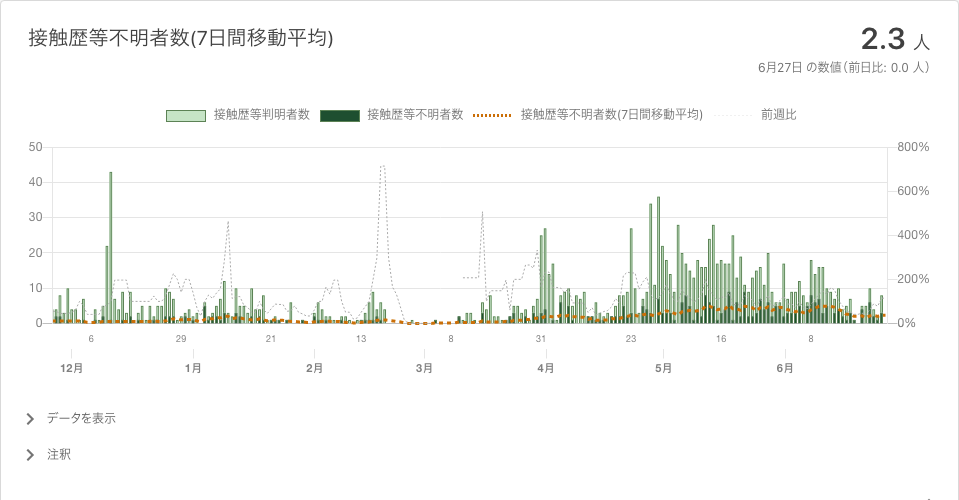 接触歴等不明者数(7日間移動平均)
2.3 人
6月27日 の数値(前日比: 0.0 人)
接触歴等判明者数 接触歴等不明者数 接触歴等不明者数(7日間移動平均) 前週比
50 800%
40 600%
30 400%
20 200%
10 0%
0
6 29 21 13 8 31 23 16 8
12月 1月 2月 3月 4月 5月 6月
データを表示
注釈